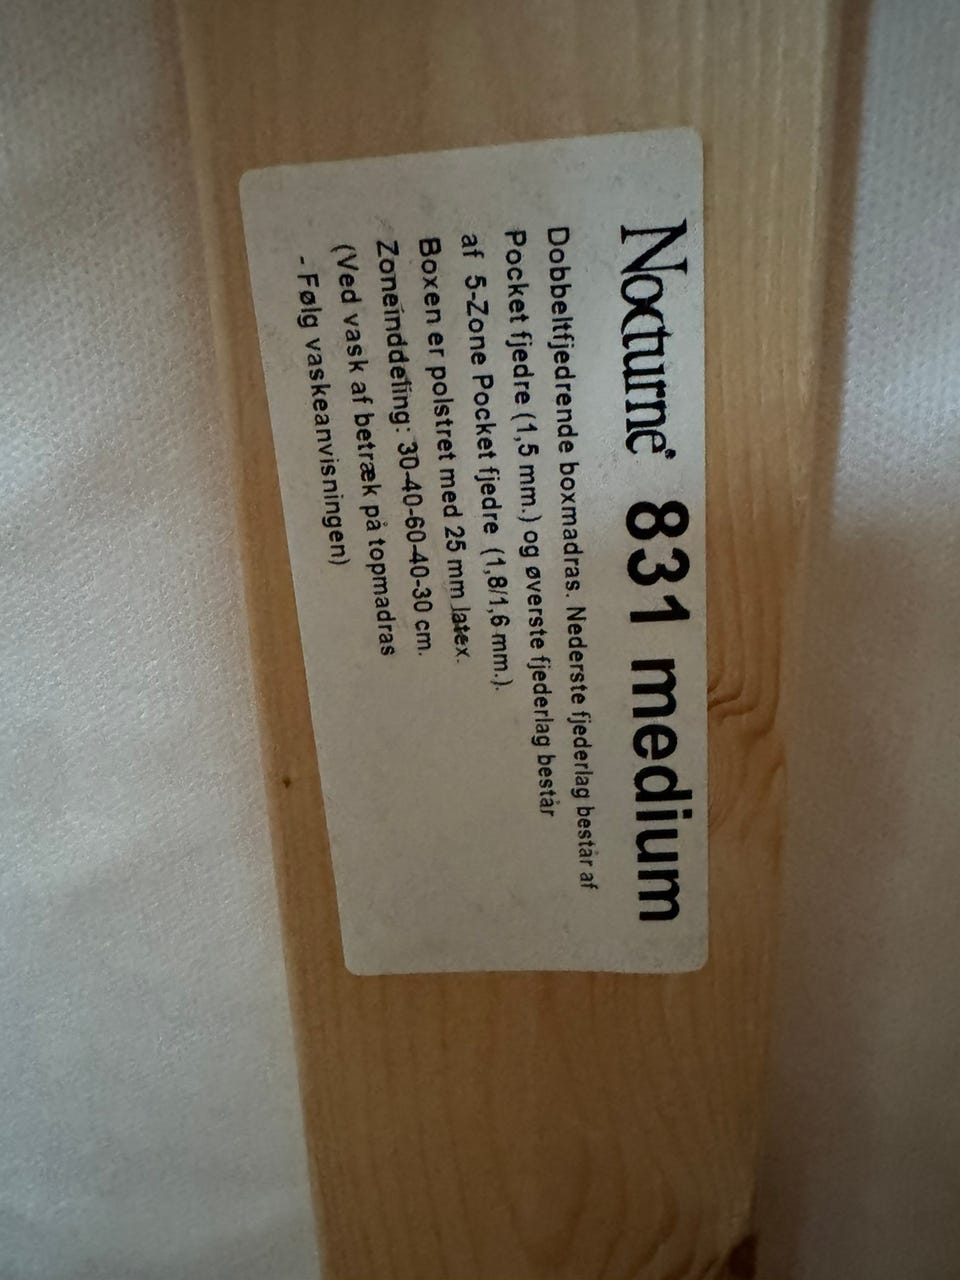 Nocturne® 831 medium
Dobbeltfjedrende boxmadras. Nederste fjederlag består af
Pocket fjedre (1,5 mm.) og øverste fjederlag består
af 5-Zone Pocket fjedre (1,8/1,6 mm.).
Boxen er polstret med 25 mm latex.
Zoneinddeling: 30-40-60-40-30 cm.
(Ved vask af betræk på topmadras
- Følg vaskeanvisningen)